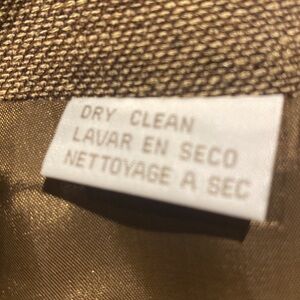 DRY CLEAN
LAVAR EN SECO
NETTOYAGE A SEC